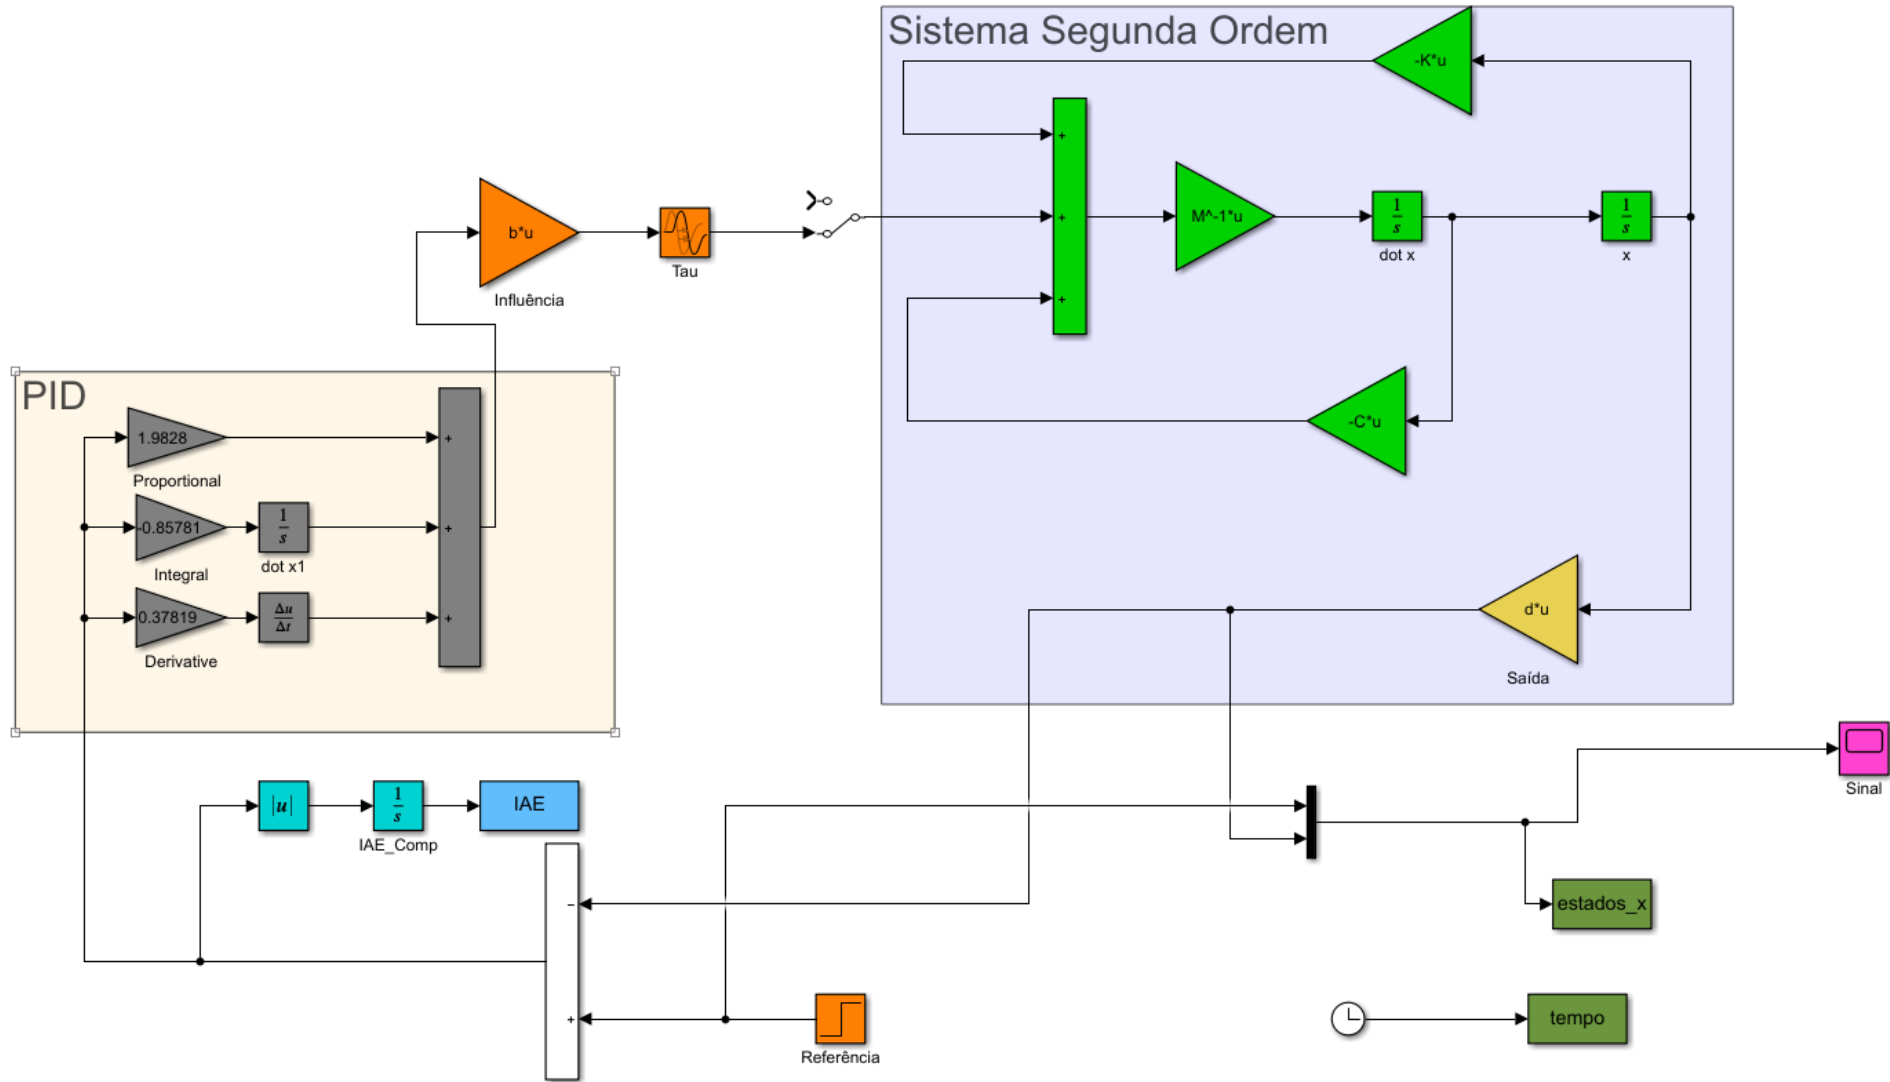 Sistema Segunda Ordem
-K*u
+
+
+
M^-1*u
1
s
dot x
1
s
x
-C*u
d*u
Saída
b*u
Influência
Tau
PID
1.9828
Proportional
-0.85781
Integral
1
s
dot x1
0.37819
Derivative
Δu
Δt
+
+
+
|u|
1
s
IAE_Comp
IAE
−
+
Referência
Sinal
estados_x
tempo